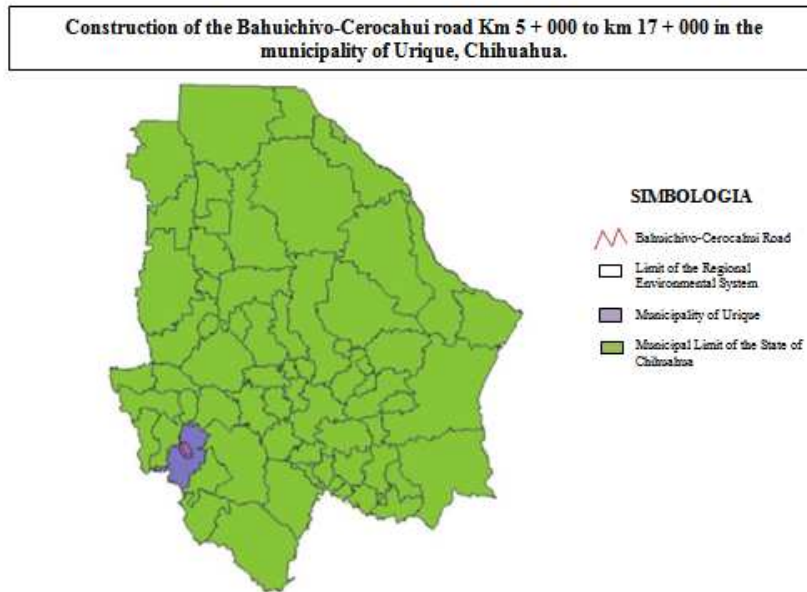 Construction of the Bahuichivo-Cerocahui road Km 5 + 000 to km 17 + 000 in the
municipality of Urique, Chihuahua.
SIMBOLOGIA
Bahuichivo-Cerocahui Road
Limit of the Regional
Environmental System
Municipality of Urique
Municipal Limit of the State of
Chihuahua